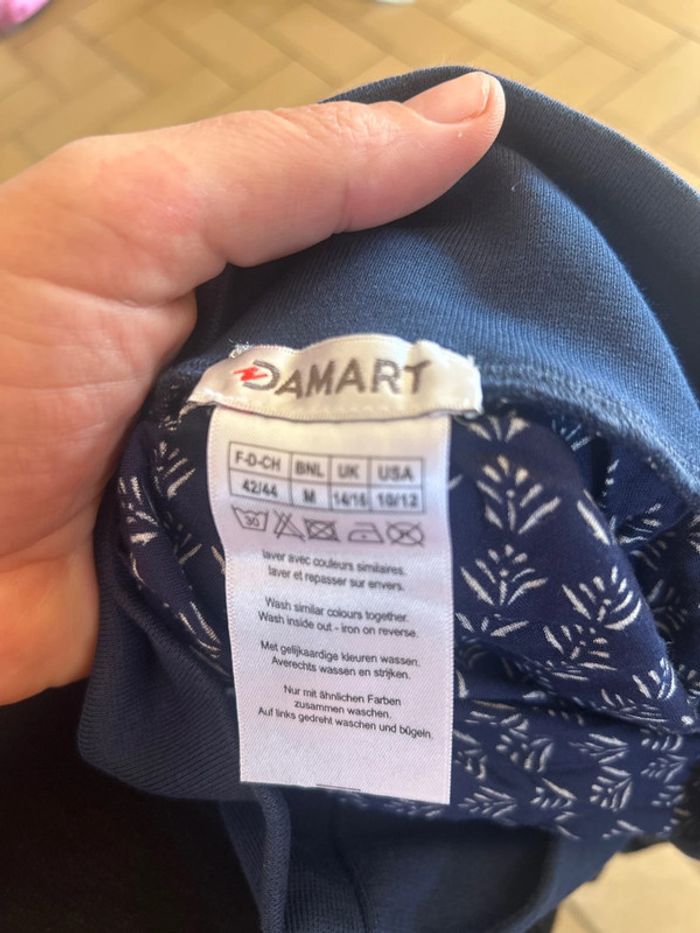 DAMART
F-D-CH BNL UK USA
42/44 M 14/16 10/12
30
laver avec couleurs similaires.
laver et repasser sur envers.
Wash similar colours together.
Wash inside out - iron on reverse.
Met gelijkaardige kleuren wassen.
Averechts wassen en strijken.
Nur mit ähnlichen Farben
zusammen waschen.
Auf links gedreht waschen und bügeln.